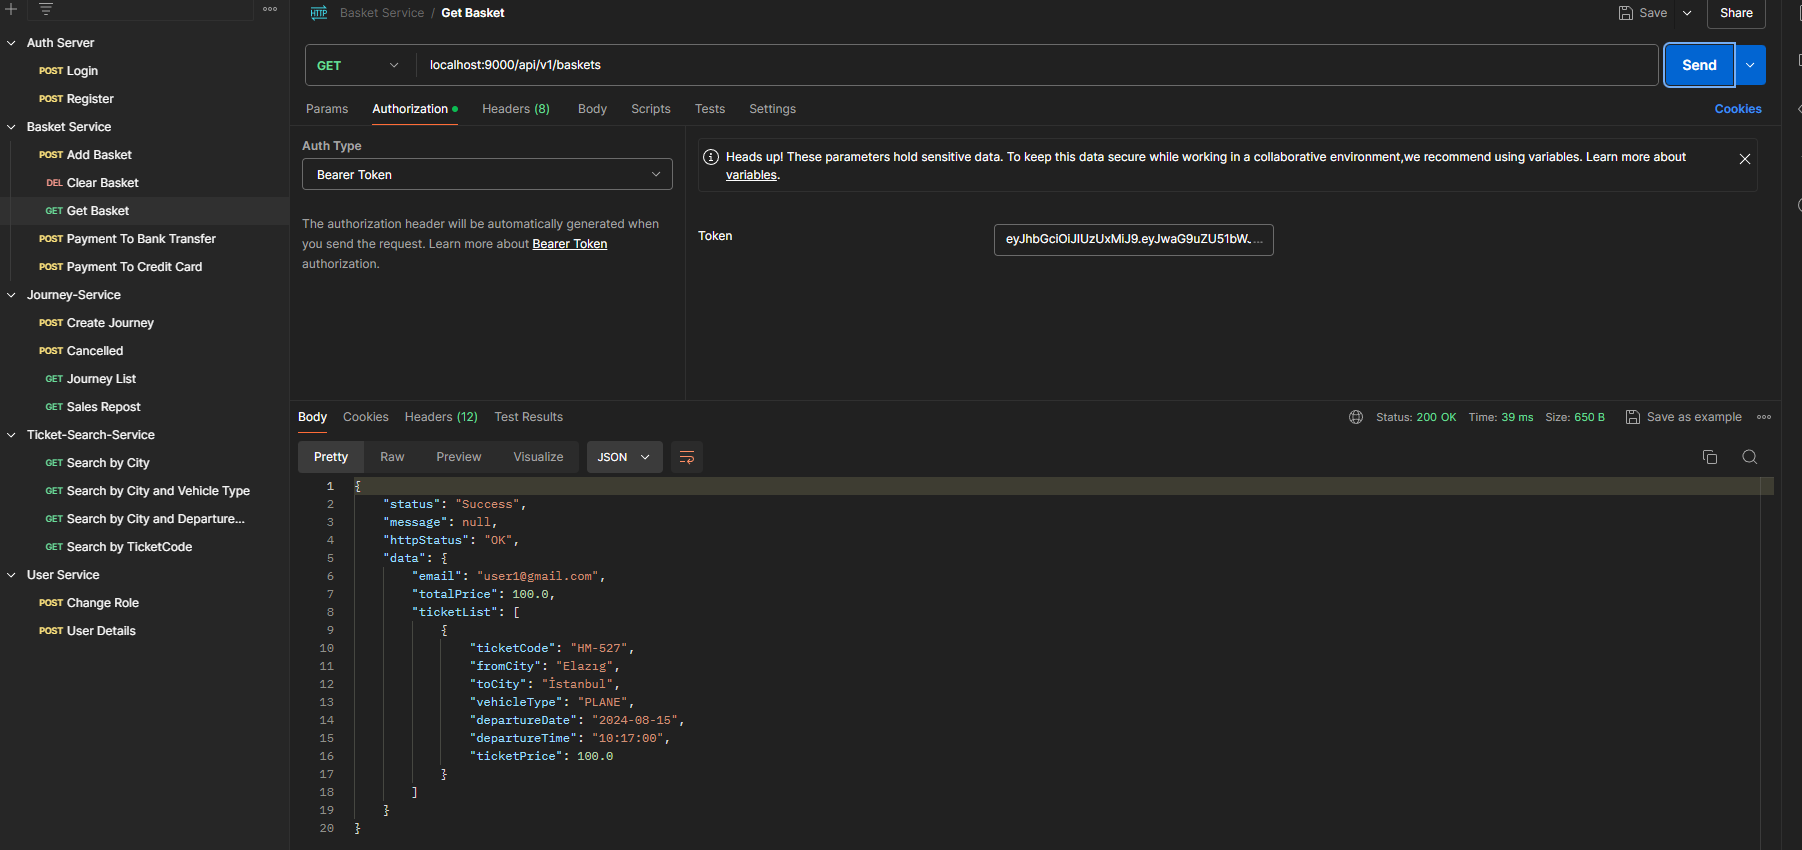 Basket Service / Get Basket
Save
Share
Auth Server
POST Login
POST Register
Basket Service
POST Add Basket
DEL Clear Basket
GET Get Basket
POST Payment To Bank Transfer
POST Payment To Credit Card
Journey-Service
POST Create Journey
POST Cancelled
GET Journey List
GET Sales Repost
Ticket-Search-Service
GET Search by City
GET Search by City and Vehicle Type
GET Search by City and Departure...
GET Search by TicketCode
User Service
POST Change Role
POST User Details
HTTP
GET
localhost:9000/api/v1/baskets
Send
Params Authorization Headers (8) Body Scripts Tests Settings
Cookies
Auth Type
Bearer Token
The authorization header will be automatically generated when
you send the request. Learn more about Bearer Token
authorization.
Heads up! These parameters hold sensitive data. To keep this data secure while working in a collaborative environment,we recommend using variables. Learn more about
variables.
Token
eyJhbGciOiJIUzUxMiJ9.eyJwaG9uZU51bW...
Body Cookies Headers (12) Test Results
Status: 200 OK Time: 39 ms Size: 650 B
Save as example
Pretty Raw Preview Visualize JSON
1 {
2 "status": "Success",
3 "message": null,
4 "httpStatus": "OK",
5 "data": {
6 "email": "user1@gmail.com",
7 "totalPrice": 100.0,
8 "ticketList": [
9 {
10 "ticketCode": "HM-527",
11 "fromCity": "Elazıg",
12 "toCity": "İstanbul",
13 "vehicleType": "PLANE",
14 "departureDate": "2024-08-15",
15 "departureTime": "10:17:00",
16 "ticketPrice": 100.0
17 }
18 ]
19 }
20 }